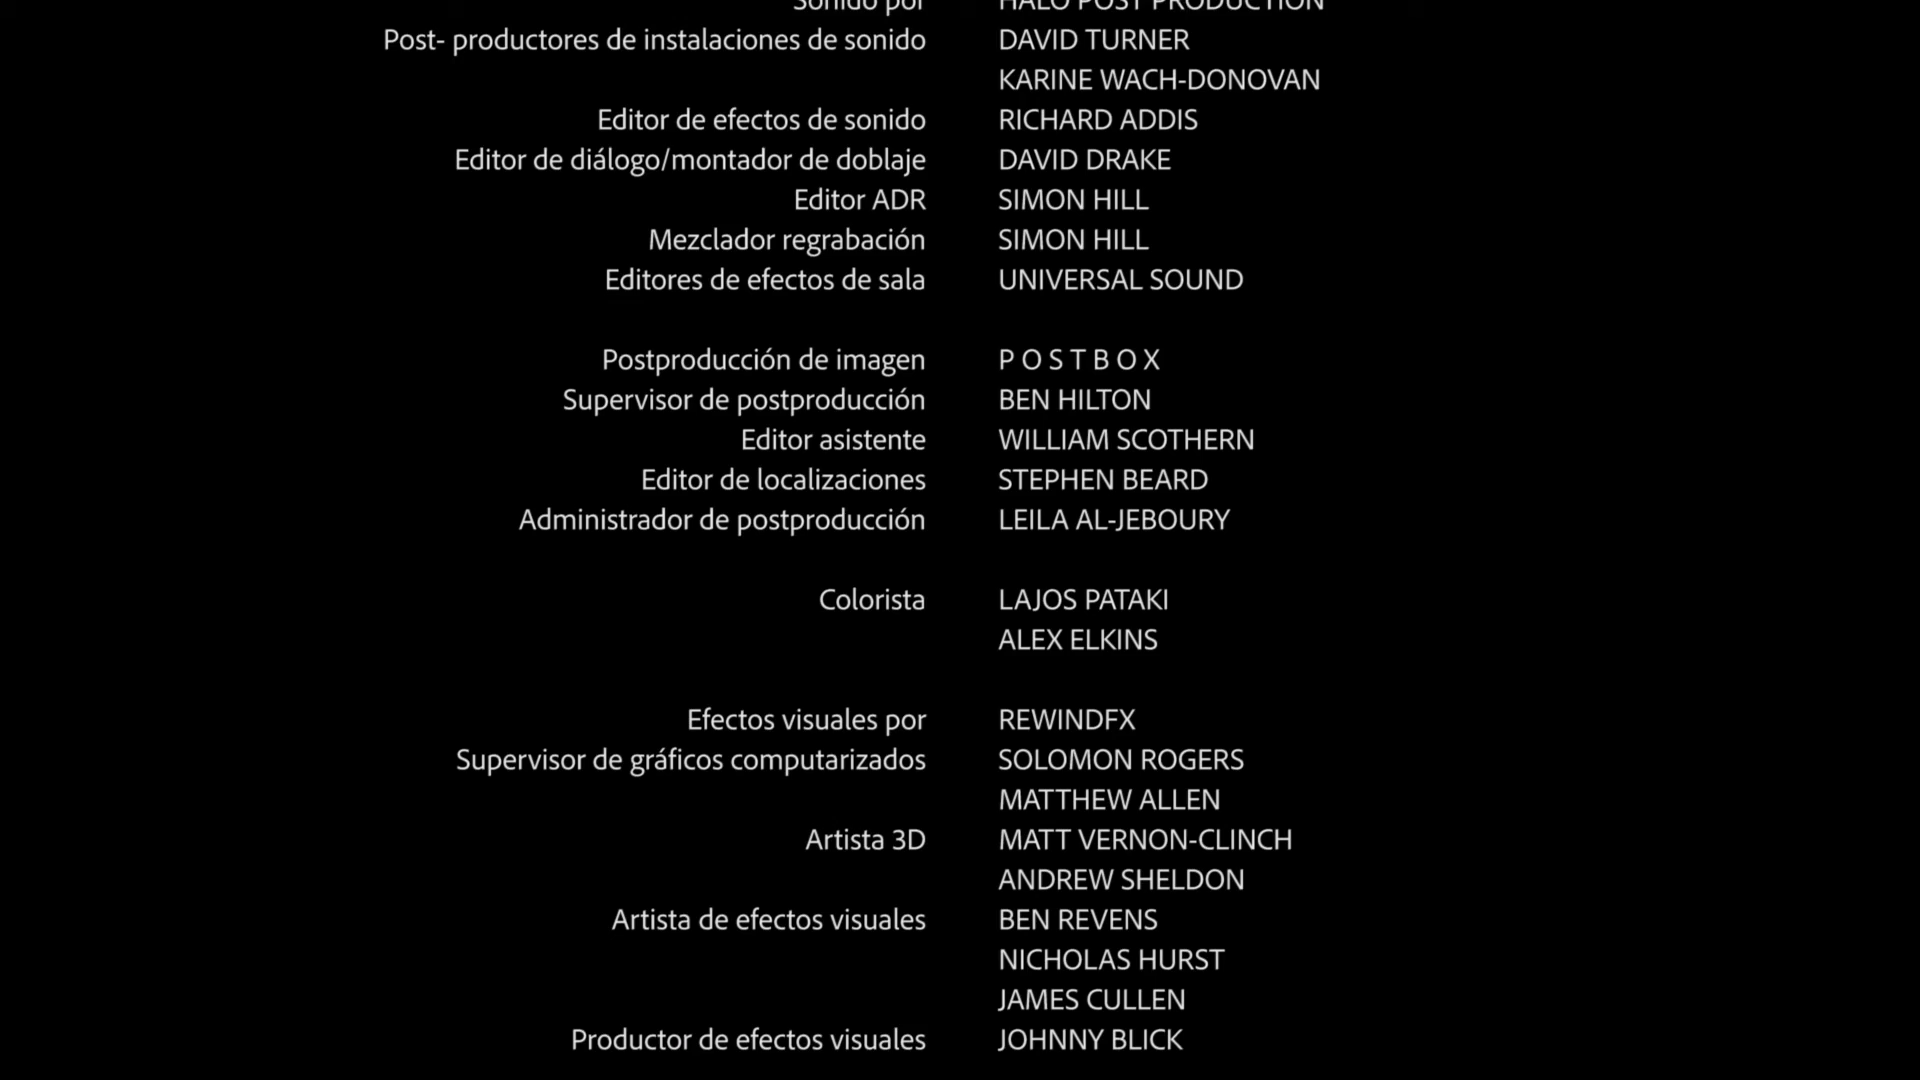 Sonido por HALO POST PRODUCTION
Post- productores de instalaciones de sonido DAVID TURNER
KARINE WACH-DONOVAN
Editor de efectos de sonido RICHARD ADDIS
Editor de diálogo/montador de doblaje DAVID DRAKE
Editor ADR SIMON HILL
Mezclador regrabación SIMON HILL
Editores de efectos de sala UNIVERSAL SOUND
Postproducción de imagen P O S T B O X
Supervisor de postproducción BEN HILTON
Editor asistente WILLIAM SCOTHERN
Editor de localizaciones STEPHEN BEARD
Administrador de postproducción LEILA AL-JEBOURY
Colorista LAJOS PATAKI
ALEX ELKINS
Efectos visuales por REWINDFX
Supervisor de gráficos computarizados SOLOMON ROGERS
MATTHEW ALLEN
Artista 3D MATT VERNON-CLINCH
ANDREW SHELDON
Artista de efectos visuales BEN REVENS
NICHOLAS HURST
JAMES CULLEN
Productor de efectos visuales JOHNNY BLICK